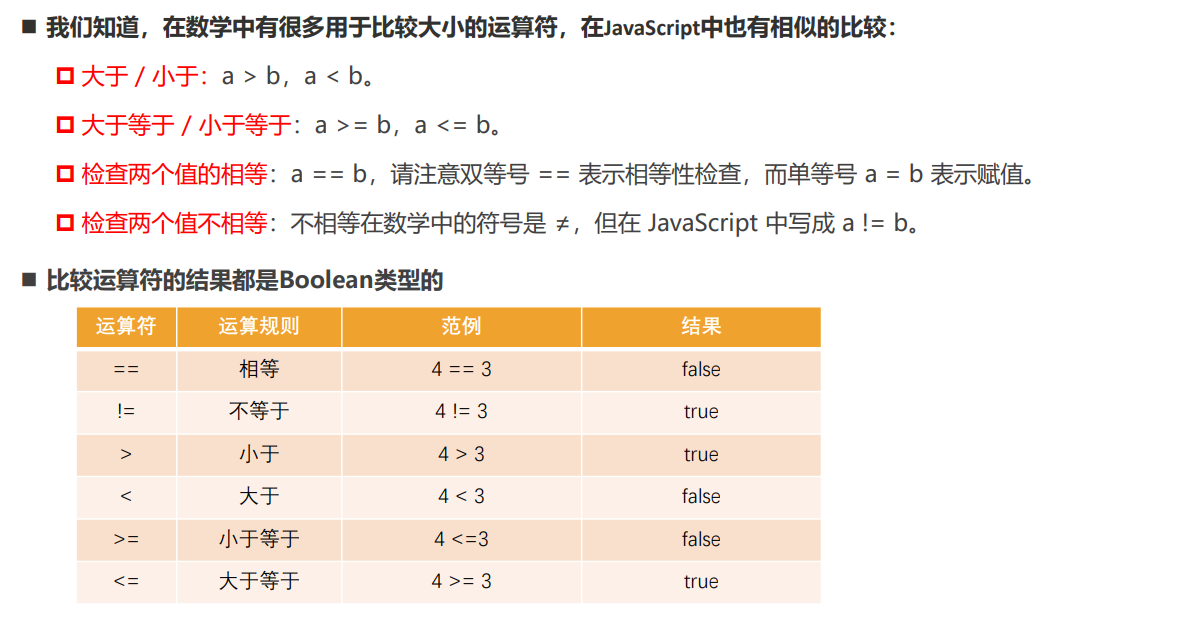 我们知道，在数学中有很多用于比较大小的运算符，在JavaScript中也有相似的比较：
大于 / 小于：a > b，a < b。
大于等于 / 小于等于：a >= b，a <= b。
检查两个值的相等：a == b，请注意双等号 == 表示相等性检查，而单等号 a = b 表示赋值。
检查两个值不相等：不相等在数学中的符号是 ≠，但在 JavaScript 中写成 a != b。
比较运算符的结果都是Boolean类型的
运算符 运算规则 范例 结果
== 相等 4 == 3 false
!= 不等于 4 != 3 true
> 小于 4 > 3 true
< 大于 4 < 3 false
>= 小于等于 4 <=3 false
<= 大于等于 4 >= 3 true